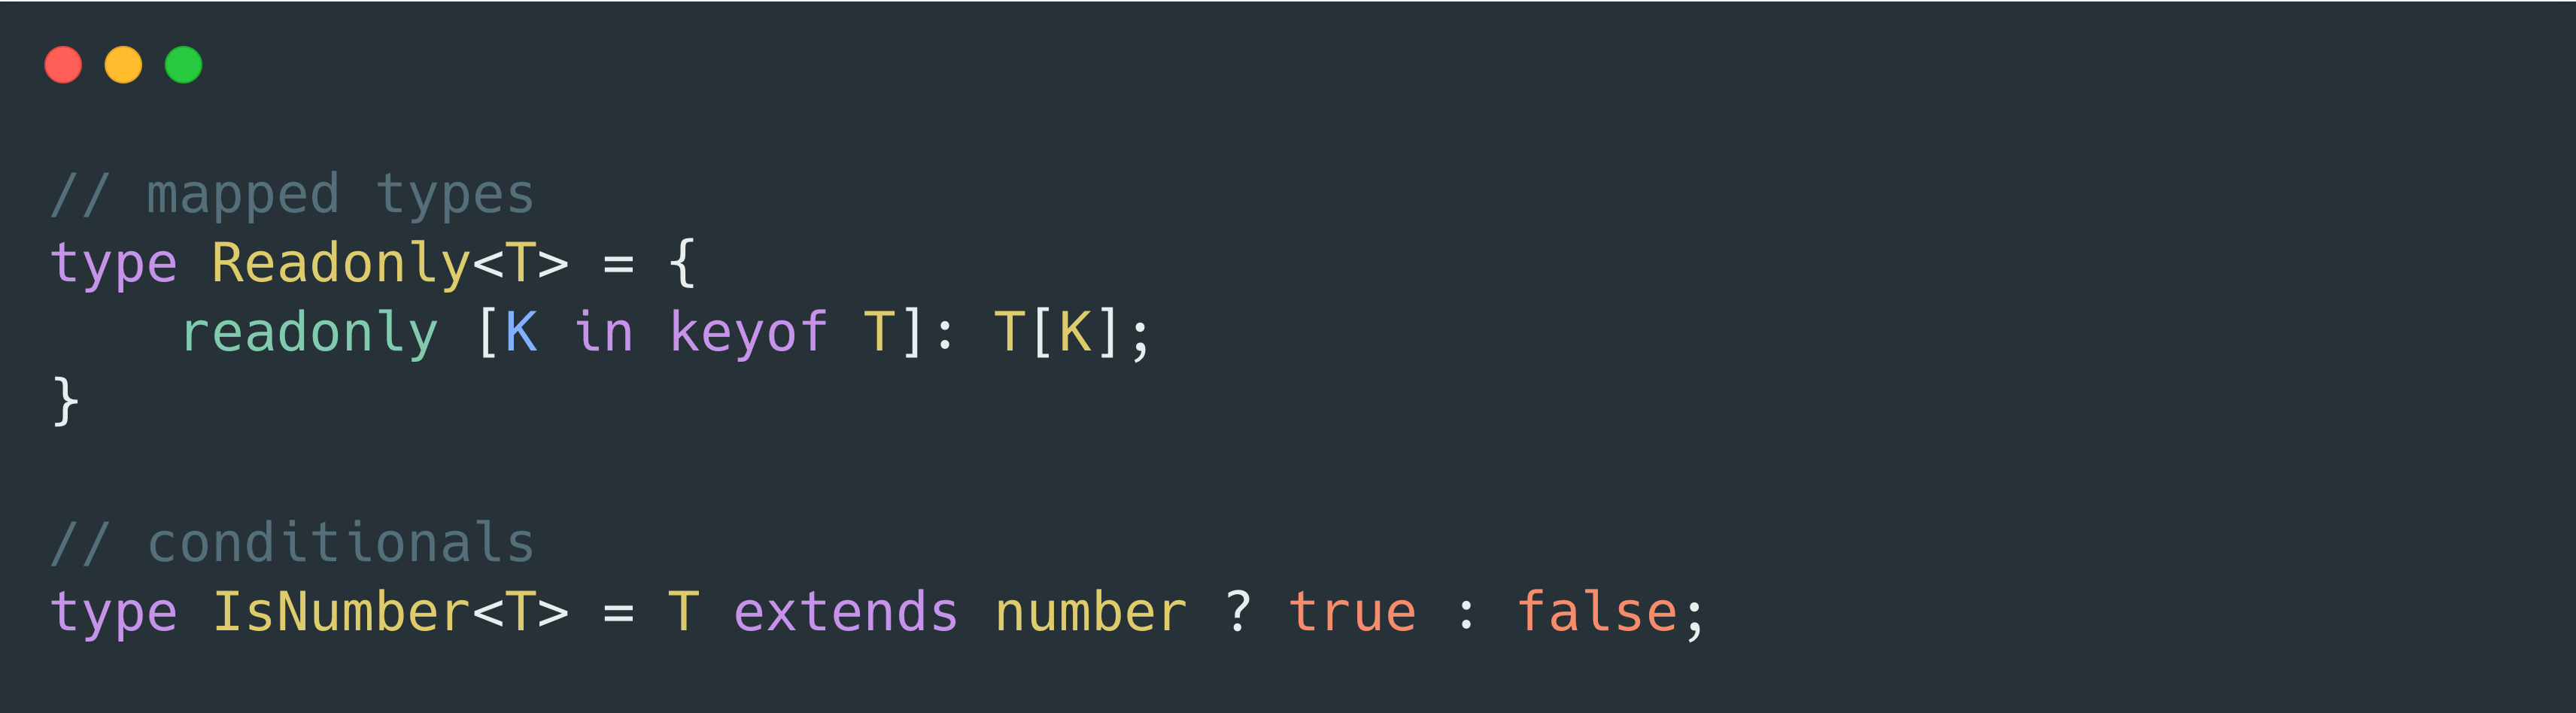 // mapped types
type Readonly<T> = {
    readonly [K in keyof T]: T[K];
}
// conditionals
type IsNumber<T> = T extends number ? true : false;